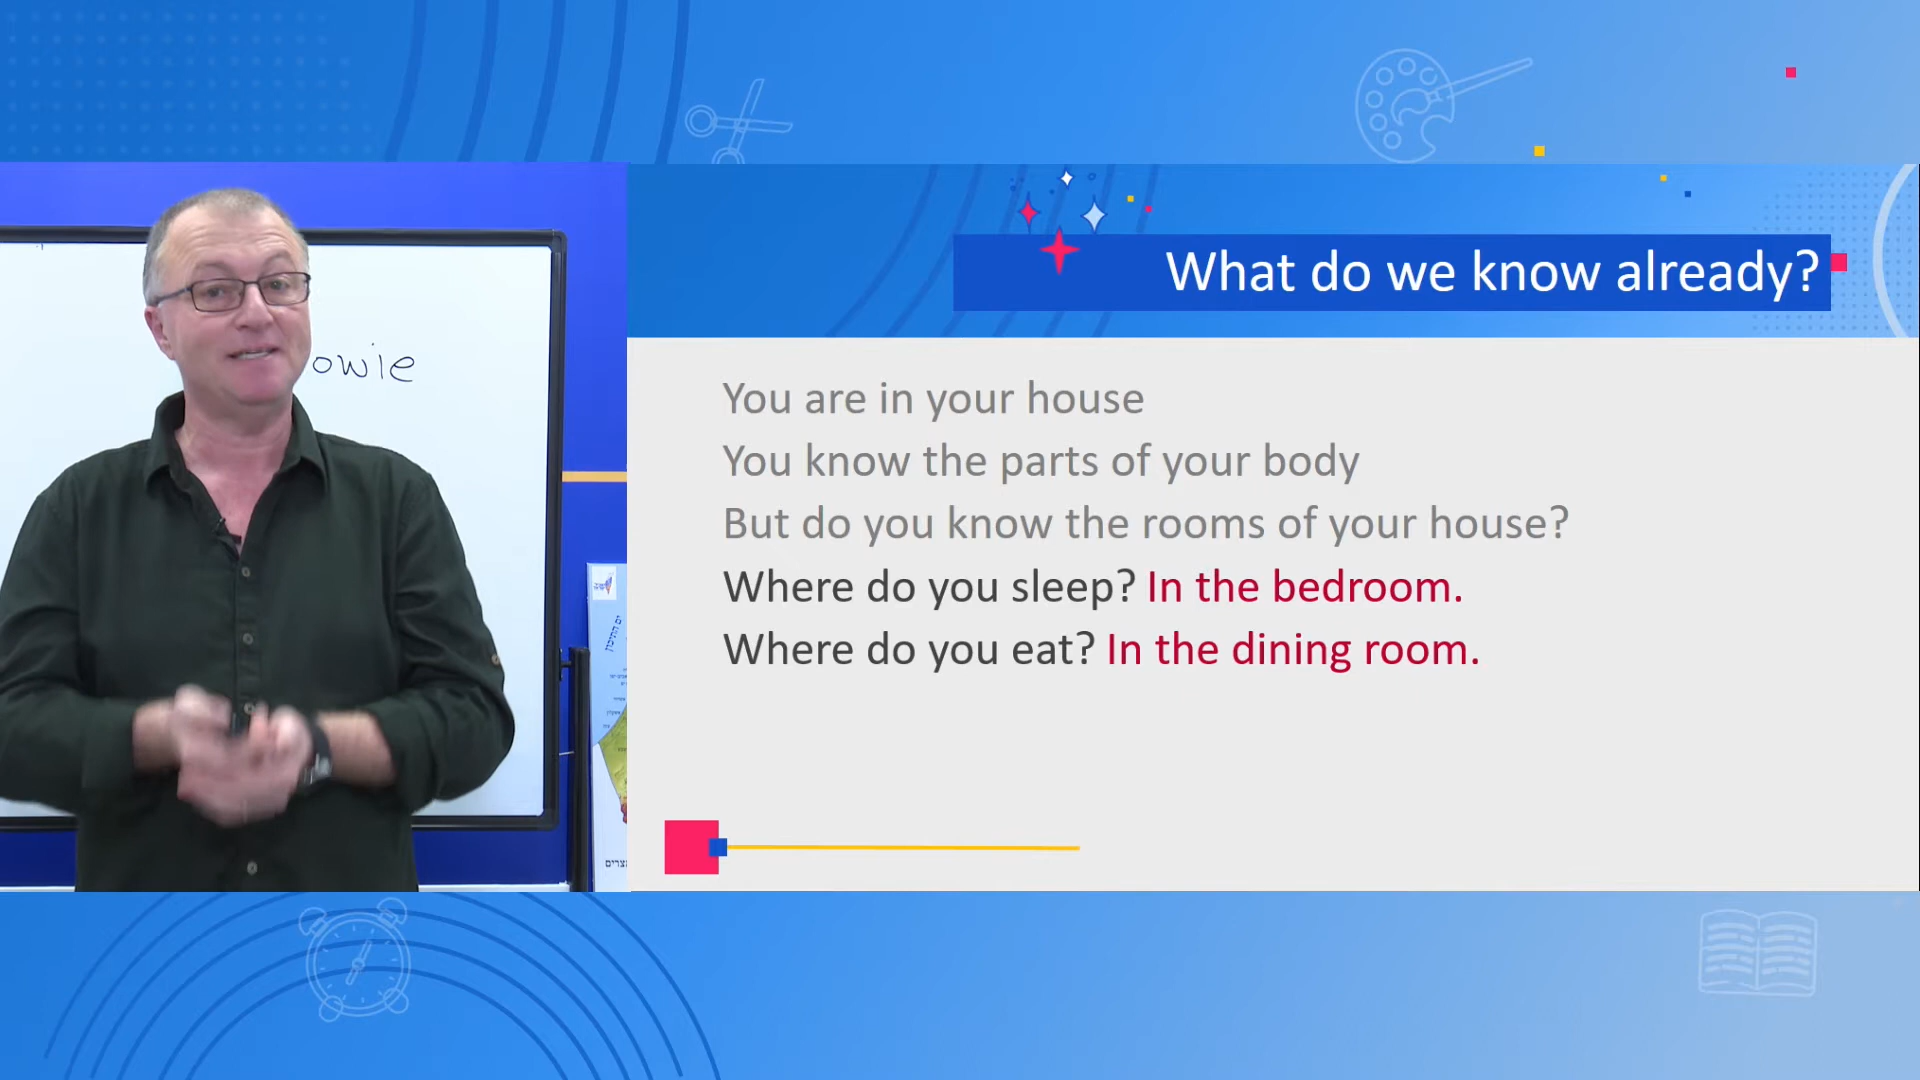 What do we know already?
You are in your house
You know the parts of your body
But do you know the rooms of your house?
Where do you sleep? In the bedroom.
Where do you eat? In the dining room.
owie
ים התיכון